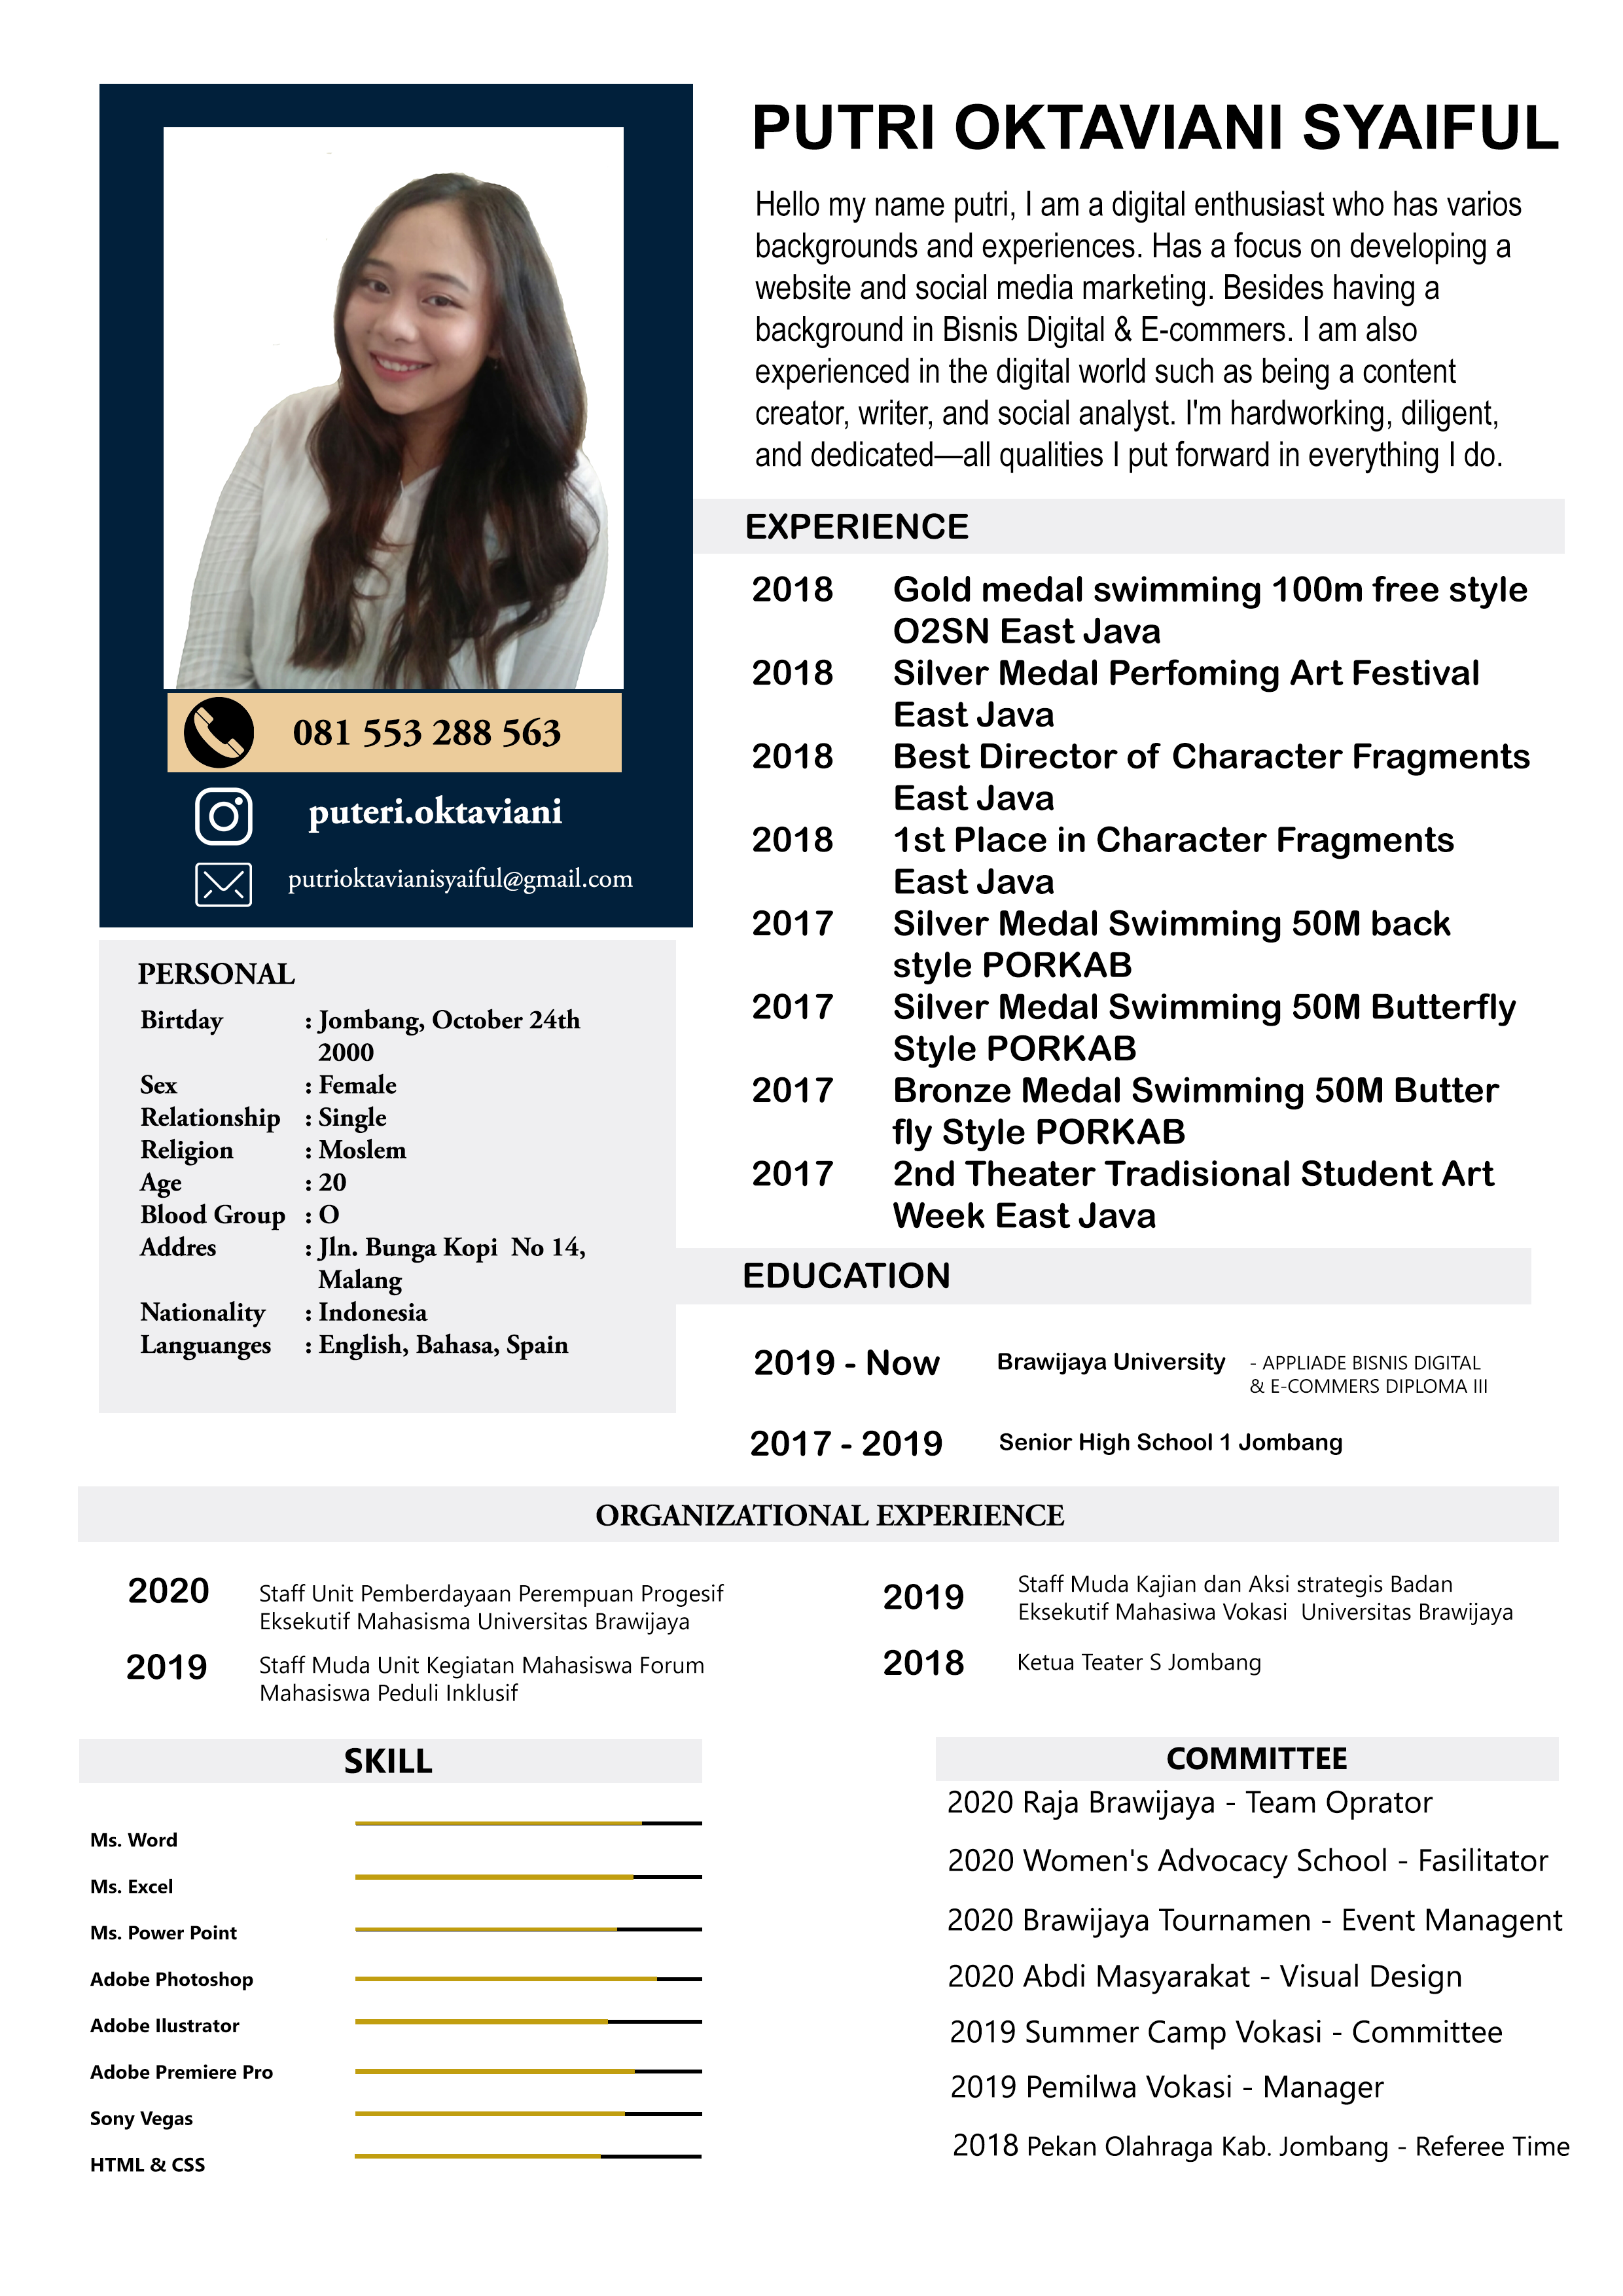 PUTRI OKTAVIANI SYAIFUL
Hello my name putri, I am a digital enthusiast who has varios
backgrounds and experiences. Has a focus on developing a
website and social media marketing. Besides having a
background in Bisnis Digital & E-commers. I am also
experienced in the digital world such as being a content
creator, writer, and social analyst. I'm hardworking, diligent,
and dedicated—all qualities I put forward in everything I do.
081 553 288 563
puteri.oktaviani
putrioktavianisyaiful@gmail.com
PERSONAL
Birtday : Jombang, October 24th
2000
Sex : Female
Relationship : Single
Religion : Moslem
Age : 20
Blood Group : O
Addres : Jln. Bunga Kopi No 14,
Malang
Nationality : Indonesia
Languanges : English, Bahasa, Spain
EXPERIENCE
2018 Gold medal swimming 100m free style
O2SN East Java
2018 Silver Medal Perfoming Art Festival
East Java
2018 Best Director of Character Fragments
East Java
2018 1st Place in Character Fragments
East Java
2017 Silver Medal Swimming 50M back
style PORKAB
2017 Silver Medal Swimming 50M Butterfly
Style PORKAB
2017 Bronze Medal Swimming 50M Butter
fly Style PORKAB
2017 2nd Theater Tradisional Student Art
Week East Java
EDUCATION
2019 - Now Brawijaya University - APPLIADE BISNIS DIGITAL
& E-COMMERS DIPLOMA III
2017 - 2019 Senior High School 1 Jombang
ORGANIZATIONAL EXPERIENCE
2020 Staff Unit Pemberdayaan Perempuan Progesif
Eksekutif Mahasisma Universitas Brawijaya
2019 Staff Muda Unit Kegiatan Mahasiswa Forum
Mahasiswa Peduli Inklusif
2019 Staff Muda Kajian dan Aksi strategis Badan
Eksekutif Mahasiwa Vokasi Universitas Brawijaya
2018 Ketua Teater S Jombang
SKILL
Ms. Word
Ms. Excel
Ms. Power Point
Adobe Photoshop
Adobe Ilustrator
Adobe Premiere Pro
Sony Vegas
HTML & CSS
COMMITTEE
2020 Raja Brawijaya - Team Oprator
2020 Women's Advocacy School - Fasilitator
2020 Brawijaya Tournamen - Event Managent
2020 Abdi Masyarakat - Visual Design
2019 Summer Camp Vokasi - Committee
2019 Pemilwa Vokasi - Manager
2018 Pekan Olahraga Kab. Jombang - Referee Time